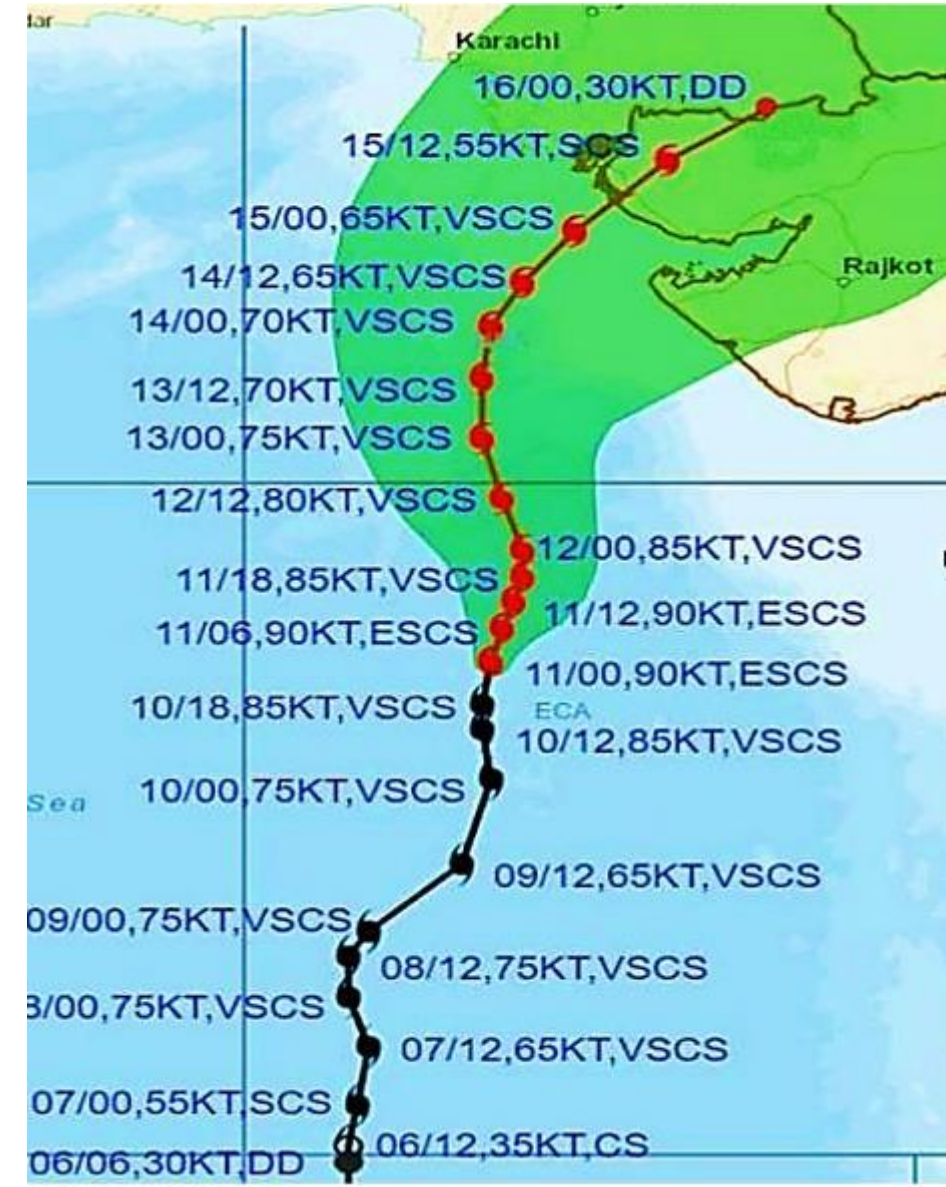 dar
Karachi
16/00,30KT,DD
15/12,55KT,SCS
15/00,65KT,VSCS
14/12,65KT,VSCS
Rajkot
14/00,70KT,VSCS
13/12,70KT,VSCS
13/00,75KT,VSCS
12/12,80KT,VSCS
12/00,85KT,VSCS
11/18,85KT,VSCS
11/12,90KT,ESCS
11/06,90KT,ESCS
11/00,90KT,ESCS
10/18,85KT,VSCS
ECA
10/12,85KT,VSCS
10/00,75KT,VSCS
Sea
09/12,65KT,VSCS
09/00,75KT,VSCS
08/12,75KT,VSCS
8/00,75KT,VSCS
07/12,65KT,VSCS
07/00,55KT,SCS
06/12,35KT,CS
06/06,30KT,DD